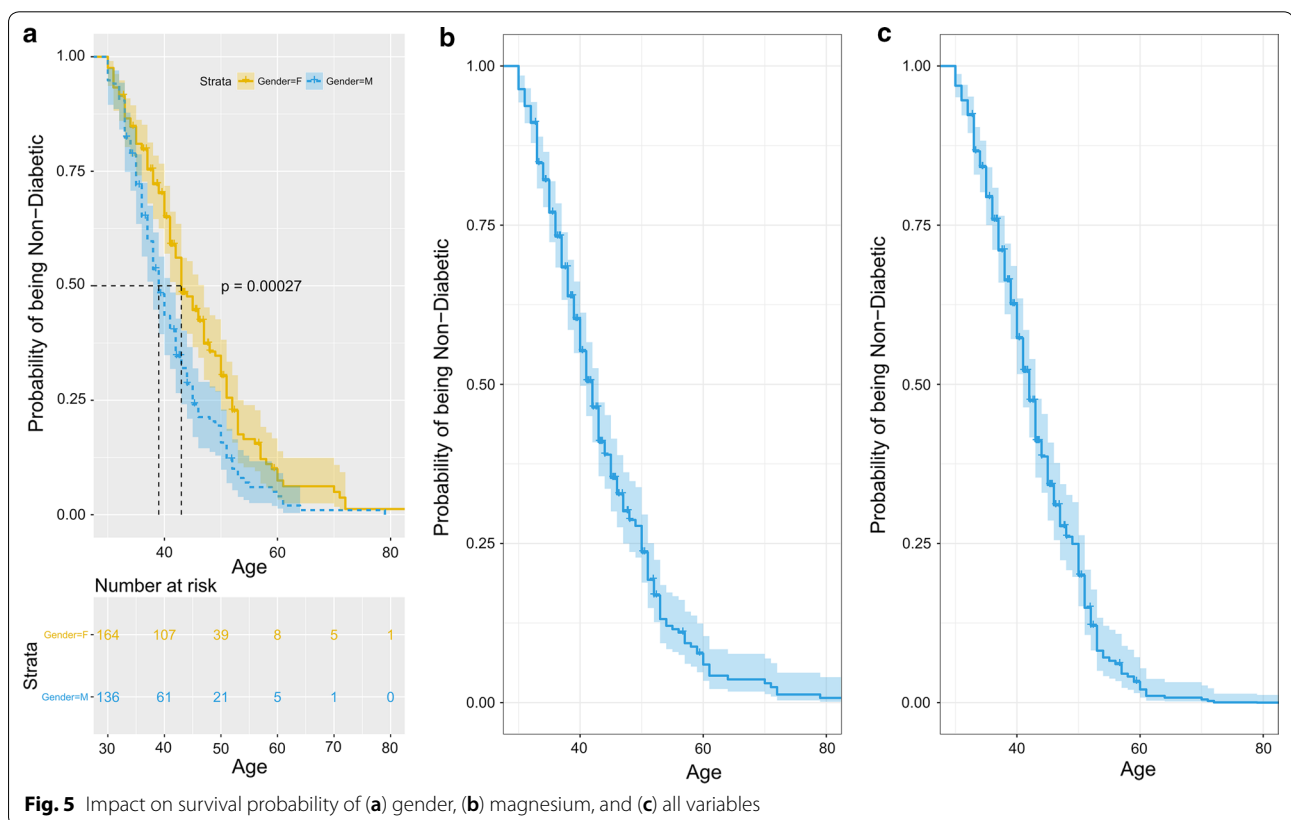 a
1.00
0.75
0.50
0.25
0.00
Probability of being Non-Diabetic
Strata Gender=F Gender=M
p = 0.00027
40 60 80
Age
Number at risk
Strata
Gender=F 164 107 39 8 5 1
Gender=M 136 61 21 5 1 0
30 40 50 60 70 80
Age
b
1.00
0.75
0.50
0.25
0.00
Probability of being Non-Diabetic
40 60 80
Age
c
1.00
0.75
0.50
0.25
0.00
Probability of being Non-Diabetic
40 60 80
Age
Fig. 5 Impact on survival probability of (a) gender, (b) magnesium, and (c) all variables